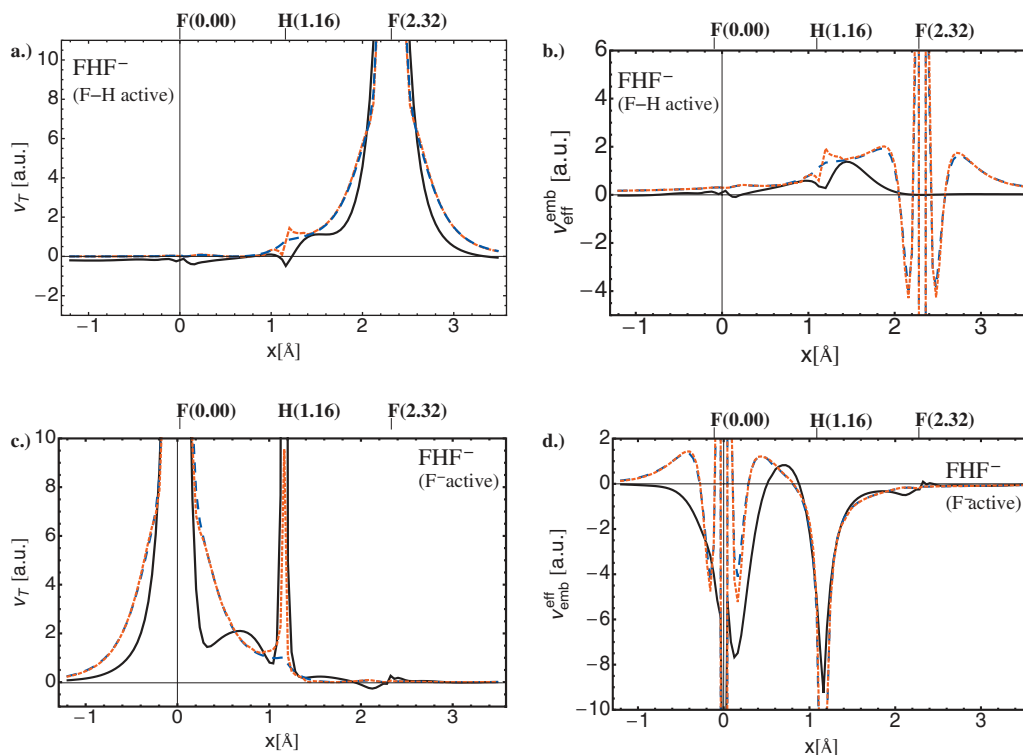 F(0.00) H(1.16) F(2.32)
a.)
FHF⁻
(F−H active)
v_T [a.u.]
10
8
6
4
2
0
−2
−1 0 1 2 3
x[Å]
F(0.00) H(1.16) F(2.32)
b.)
FHF⁻
(F−H active)
v_eff^emb [a.u.]
6
4
2
0
−2
−4
−1 0 1 2 3
x[Å]
F(0.00) H(1.16) F(2.32)
c.)
FHF⁻
(F⁻active)
v_T [a.u.]
10
8
6
4
2
0
−1 0 1 2 3
x[Å]
F(0.00) H(1.16) F(2.32)
d.)
FHF⁻
(F⁻active)
v_emb^eff [a.u.]
2
0
−2
−4
−6
−8
−10
−1 0 1 2 3
x[Å]